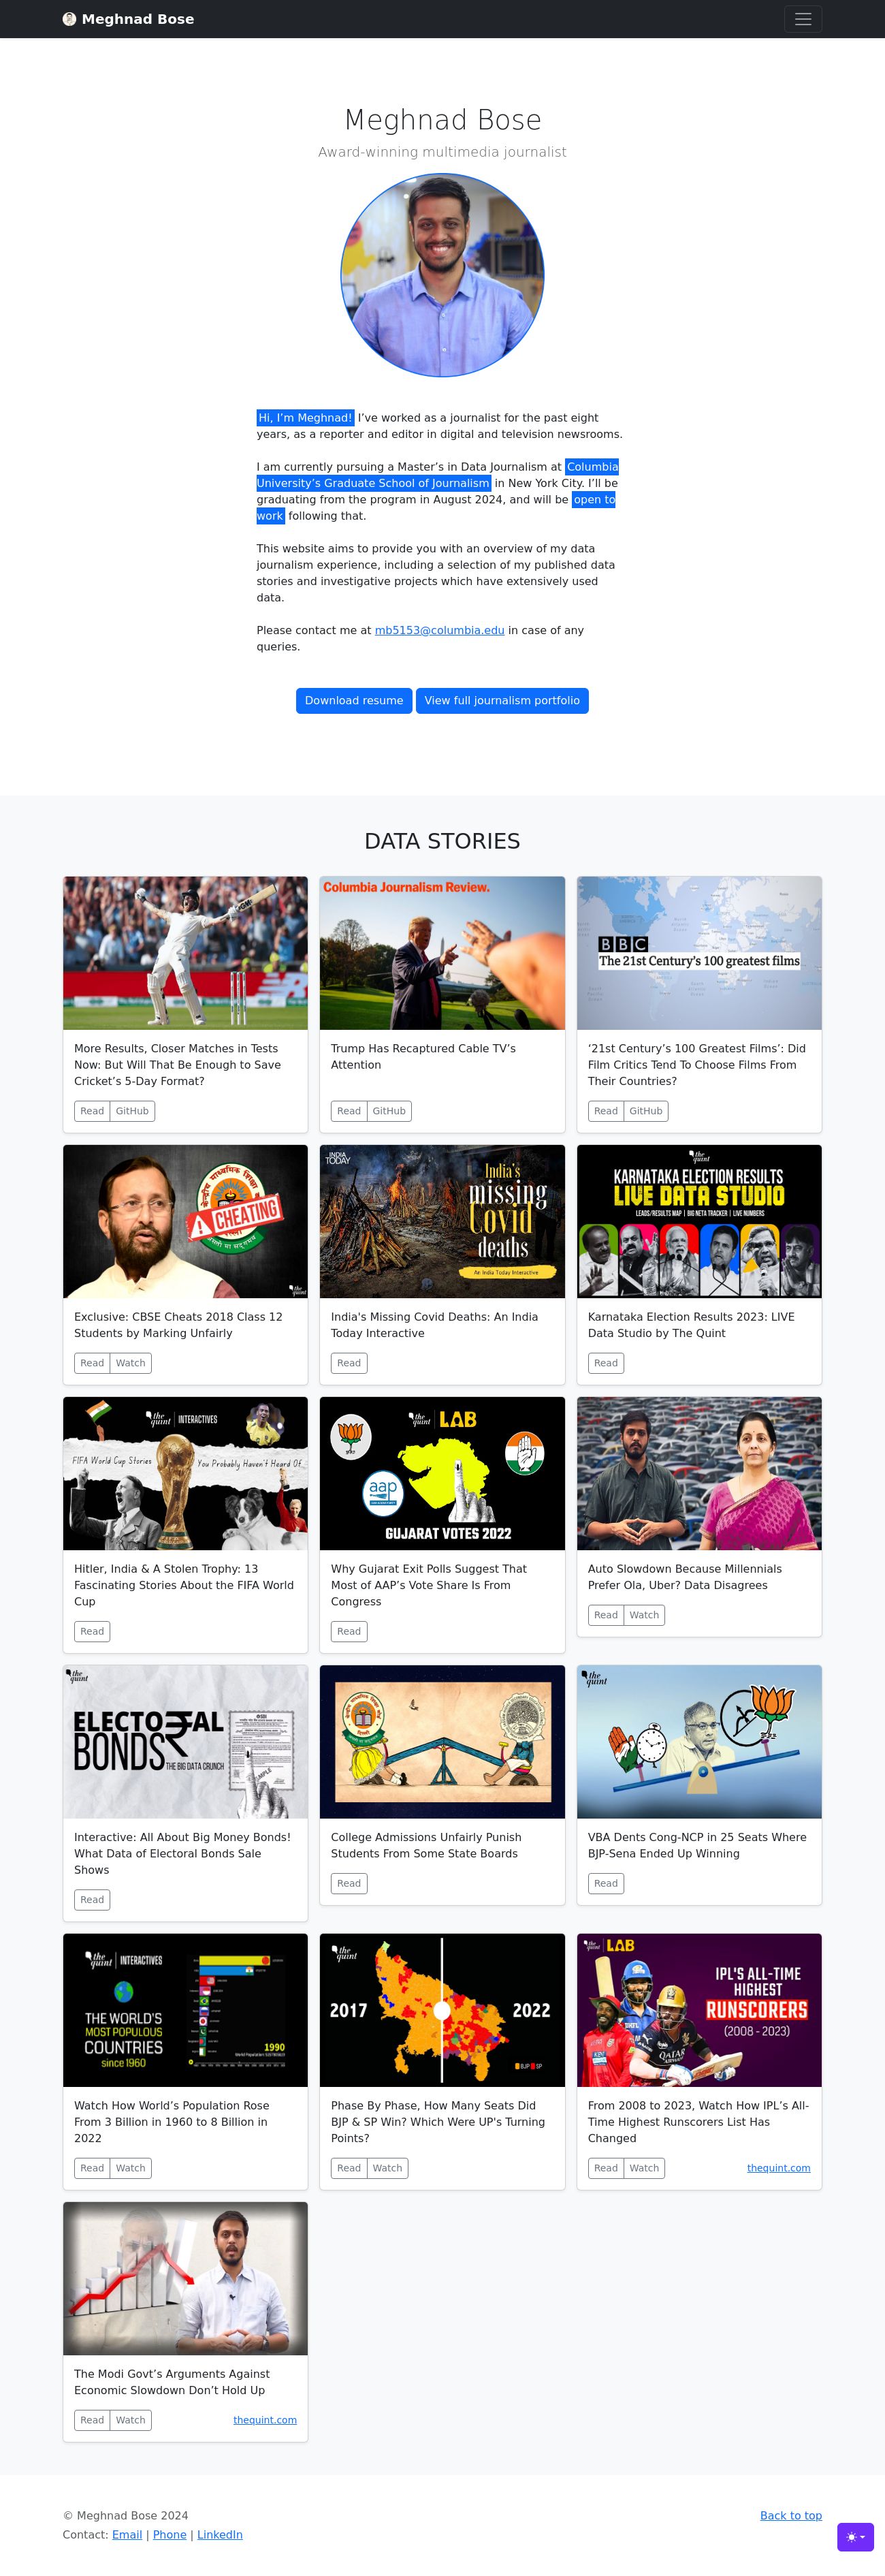 Meghnad Bose
Meghnad Bose
Award-winning multimedia journalist
Hi, I’m Meghnad! I’ve worked as a journalist for the past eight
years, as a reporter and editor in digital and television newsrooms.
I am currently pursuing a Master’s in Data Journalism at Columbia
University’s Graduate School of Journalism in New York City. I’ll be
graduating from the program in August 2024, and will be open to
work following that.
This website aims to provide you with an overview of my data
journalism experience, including a selection of my published data
stories and investigative projects which have extensively used
data.
Please contact me at mb5153@columbia.edu in case of any
queries.
Download resume View full journalism portfolio
DATA STORIES
GM
More Results, Closer Matches in Tests
Now: But Will That Be Enough to Save
Cricket’s 5-Day Format?
Read GitHub
Columbia Journalism Review.
Trump Has Recaptured Cable TV’s
Attention
Read GitHub
BBC
The 21st Century's 100 greatest films
‘21st Century’s 100 Greatest Films’: Did
Film Critics Tend To Choose Films From
Their Countries?
Read GitHub
CHEATING
the quint
Exclusive: CBSE Cheats 2018 Class 12
Students by Marking Unfairly
Read Watch
INDIA
TODAY
India's
missing
Covid
deaths
An India Today Interactive
India's Missing Covid Deaths: An India
Today Interactive
Read
the quint
KARNATAKA ELECTION RESULTS
LIVE DATA STUDIO
LEADS/RESULTS MAP | BIG NETA TRACKER | LIVE NUMBERS
Karnataka Election Results 2023: LIVE
Data Studio by The Quint
Read
the quint | INTERACTIVES
FIFA World Cup Stories
You Probably Haven't Heard Of
Hitler, India & A Stolen Trophy: 13
Fascinating Stories About the FIFA World
Cup
Read
the quint | LAB
aap
GUJARAT VOTES 2022
Why Gujarat Exit Polls Suggest That
Most of AAP’s Vote Share Is From
Congress
Read
Auto Slowdown Because Millennials
Prefer Ola, Uber? Data Disagrees
Read Watch
the quint
ELECTORAL
BONDS
THE BIG DATA CRUNCH
Interactive: All About Big Money Bonds!
What Data of Electoral Bonds Sale
Shows
Read
College Admissions Unfairly Punish
Students From Some State Boards
Read
the quint
VBA Dents Cong-NCP in 25 Seats Where
BJP-Sena Ended Up Winning
Read
the quint | INTERACTIVES
THE WORLD'S
MOST POPULOUS
COUNTRIES
since 1960
1990
Watch How World’s Population Rose
From 3 Billion in 1960 to 8 Billion in
2022
Read Watch
the quint
2017 2022
BJP SP
Phase By Phase, How Many Seats Did
BJP & SP Win? Which Were UP's Turning
Points?
Read Watch
the quint | LAB
IPL'S ALL-TIME
HIGHEST
RUNSCORERS
(2008 - 2023)
QATAR
AIRWAYS
From 2008 to 2023, Watch How IPL’s All-
Time Highest Runscorers List Has
Changed
Read Watch thequint.com
The Modi Govt’s Arguments Against
Economic Slowdown Don’t Hold Up
Read Watch thequint.com
© Meghnad Bose 2024
Back to top
Contact: Email | Phone | LinkedIn